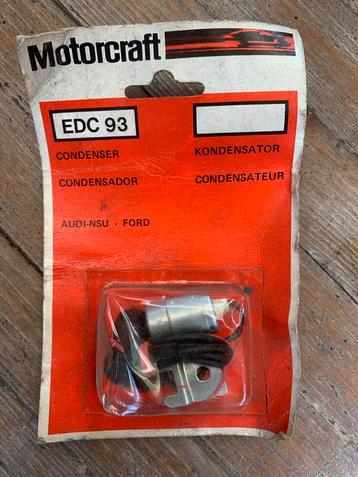 Motorcraft
EDC 93
CONDENSER
KONDENSATOR
CONDENSADOR
CONDENSATEUR
AUDI-NSU · FORD